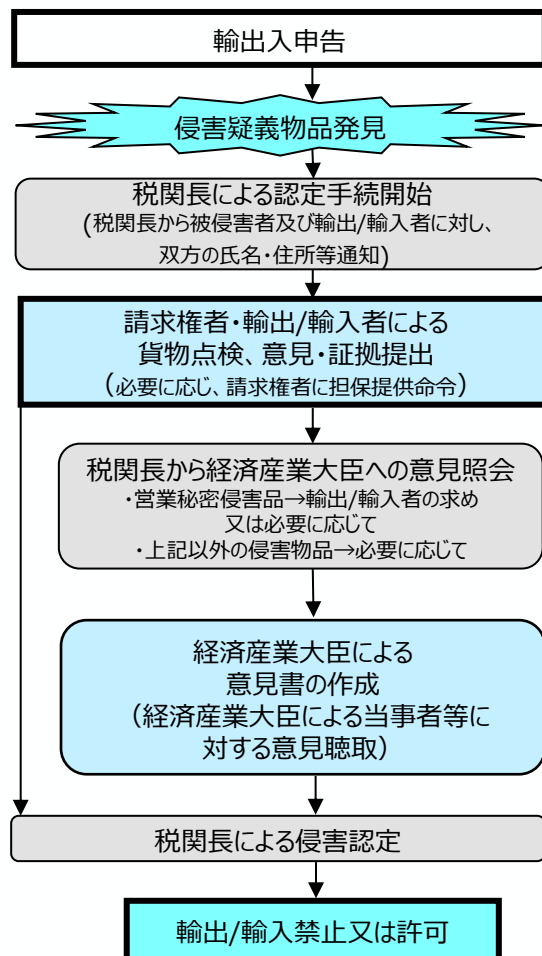 輸出入申告
侵害疑義物品発見
税関長による認定手続開始
(税関長から被侵害者及び輸出/輸入者に対し、
双方の氏名・住所等通知)
請求権者・輸出/輸入者による
貨物点検、意見・証拠提出
(必要に応じ、請求権者に担保提供命令)
税関長から経済産業大臣への意見照会
・営業秘密侵害品→輸出/輸入者の求め
又は必要に応じて
・上記以外の侵害物品→必要に応じて
経済産業大臣による
意見書の作成
(経済産業大臣による当事者等に
対する意見聴取)
税関長による侵害認定
輸出/輸入禁止又は許可